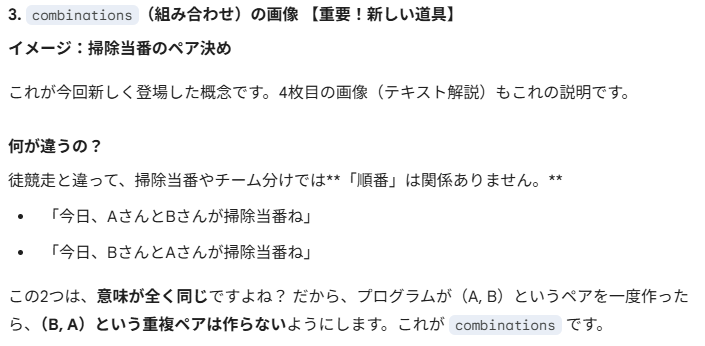 3. combinations（組み合わせ）の画像 【重要！新しい道具】
イメージ：掃除当番のペア決め
これが今回新しく登場した概念です。4枚目の画像（テキスト解説）もこれの説明です。
何が違うの？
徒競走と違って、掃除当番やチーム分けでは**「順番」は関係ありません。**
• 「今日、AさんとBさんが掃除当番ね」
• 「今日、BさんとAさんが掃除当番ね」
この2つは、意味が全く同じですよね？ だから、プログラムが（A, B）というペアを一度作った
ら、（B, A）という重複ペアは作らないようにします。これが combinations です。